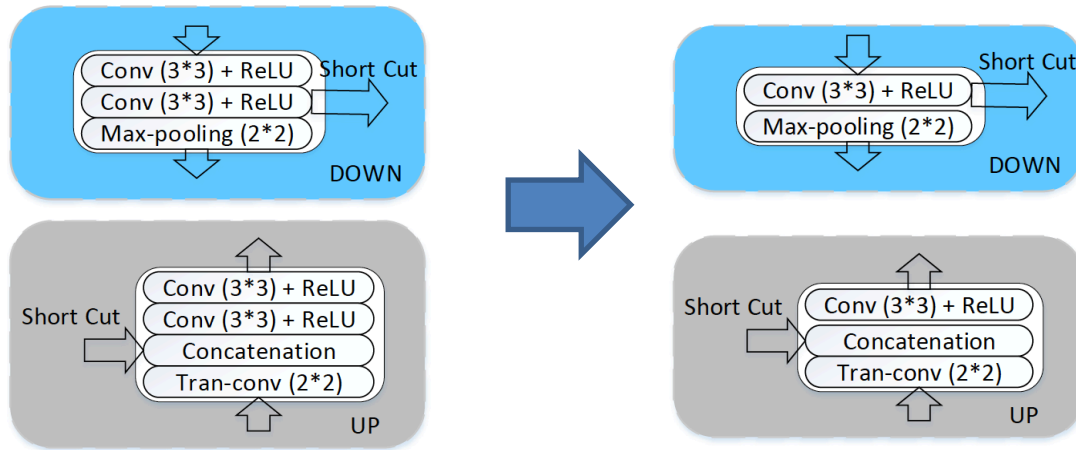 Conv (3*3) + ReLU
Short Cut
Conv (3*3) + ReLU
Max-pooling (2*2)
DOWN
Conv (3*3) + ReLU
Short Cut
Conv (3*3) + ReLU
Concatenation
Tran-conv (2*2)
UP
Short Cut
Conv (3*3) + ReLU
Max-pooling (2*2)
DOWN
Conv (3*3) + ReLU
Short Cut
Concatenation
Tran-conv (2*2)
UP